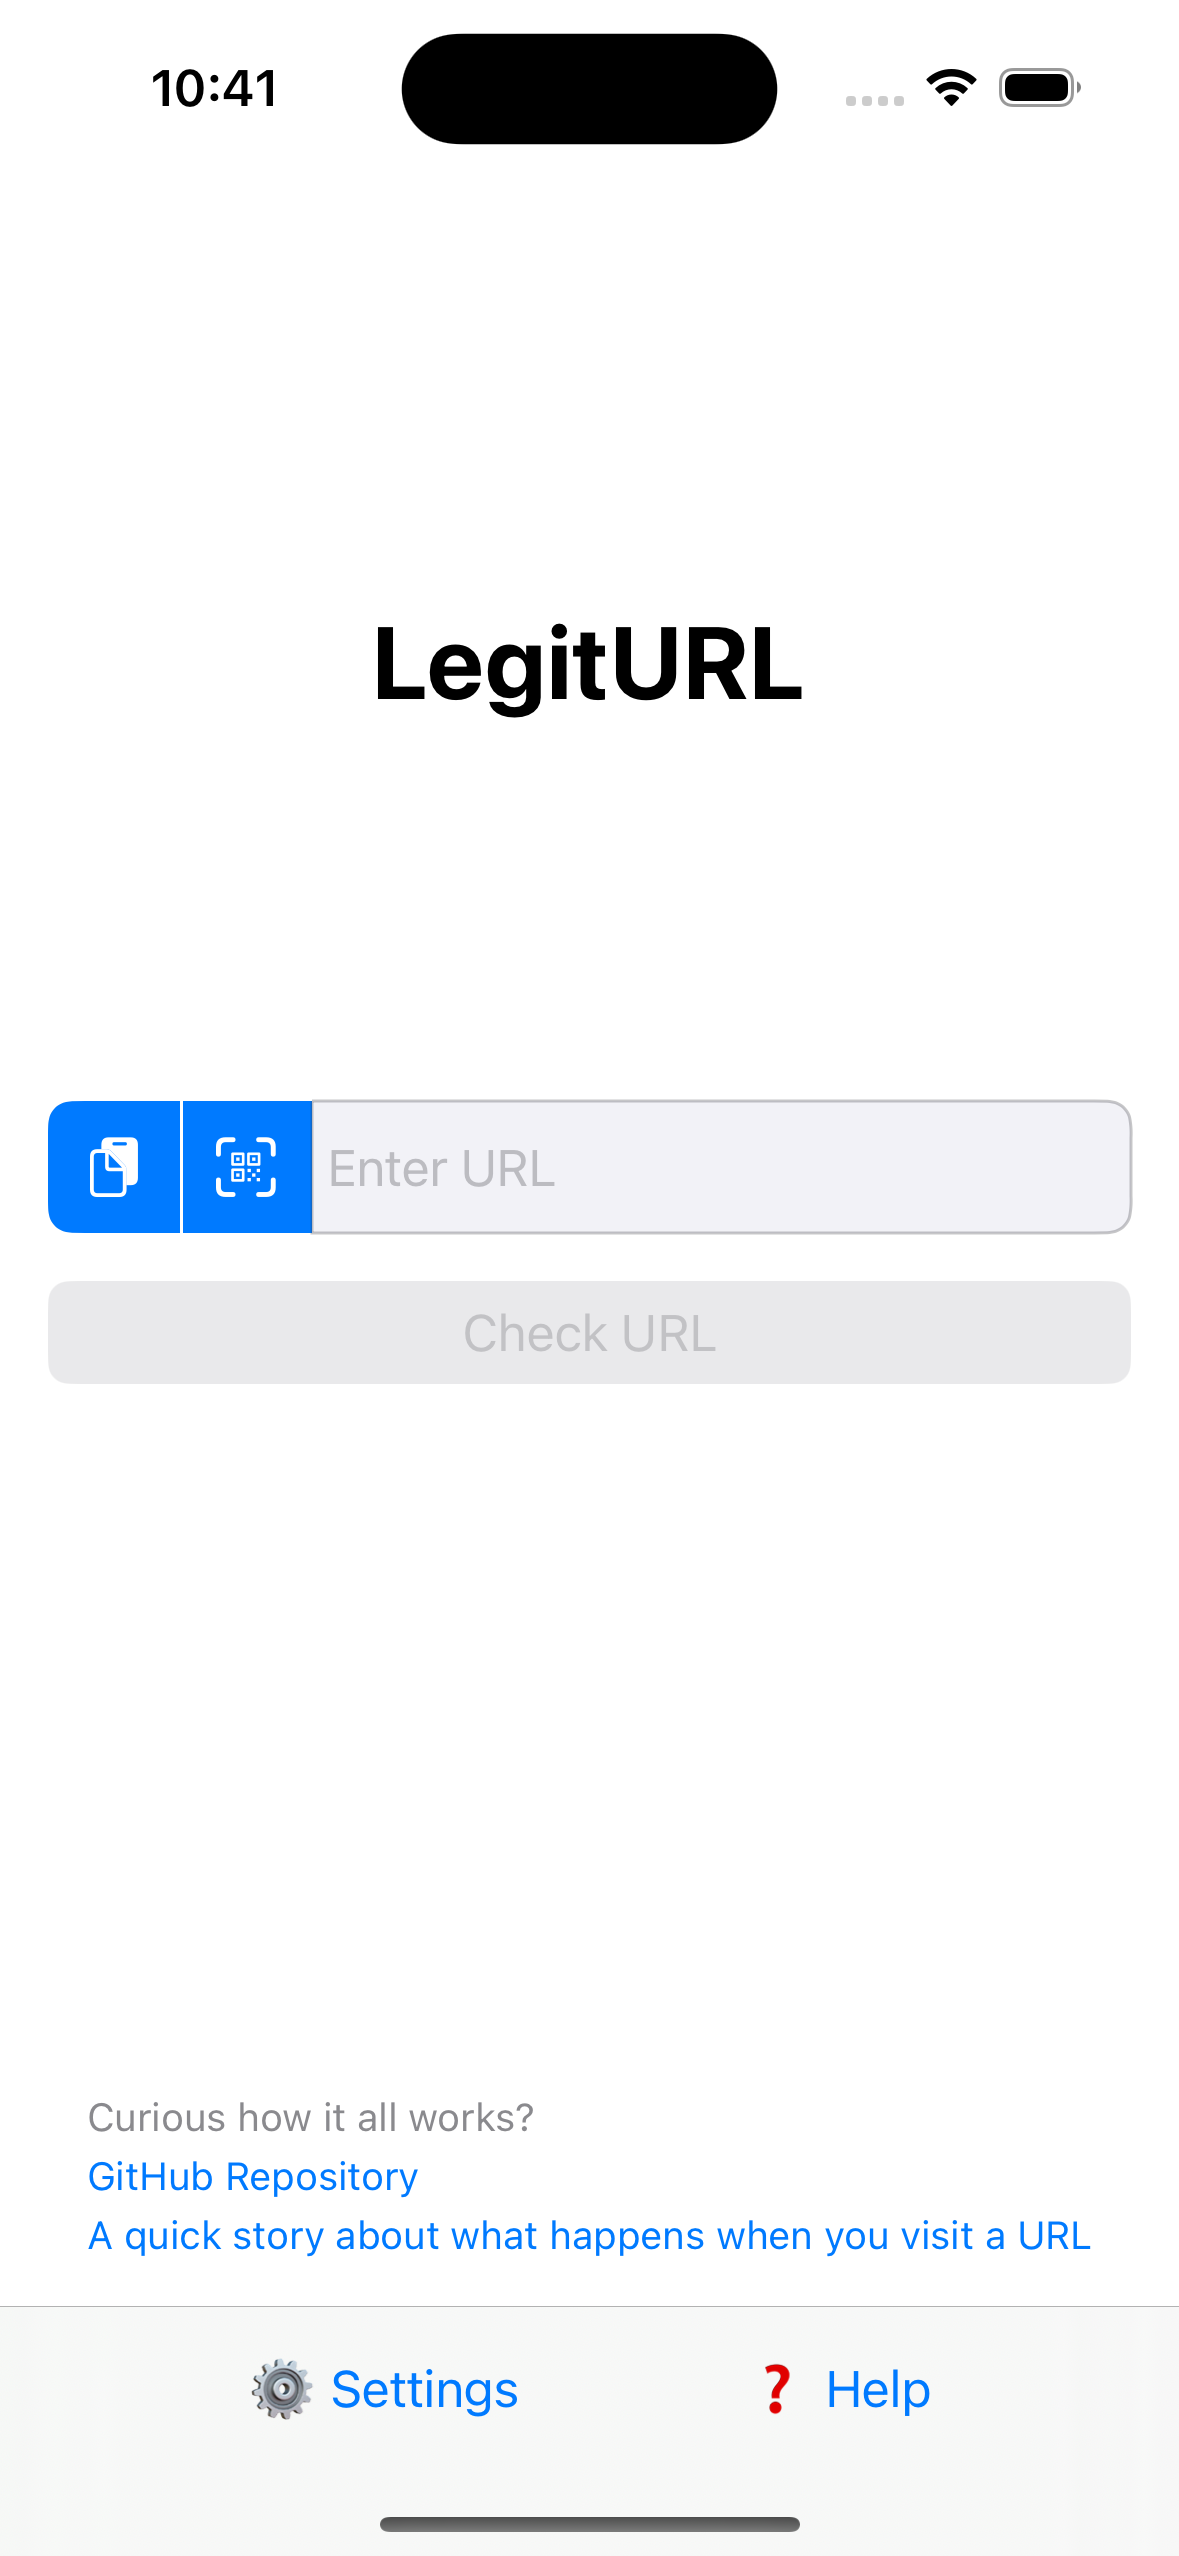 10:41
LegitURL
Enter URL
Check URL
Curious how it all works?
GitHub Repository
A quick story about what happens when you visit a URL
⚙️ Settings
❓ Help